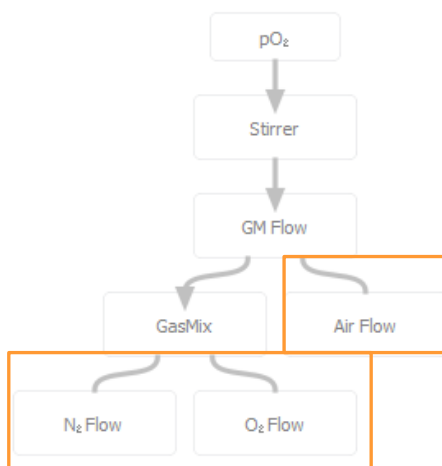 pO₂
Stirrer
GM Flow
GasMix
Air Flow
N₂ Flow
O₂ Flow